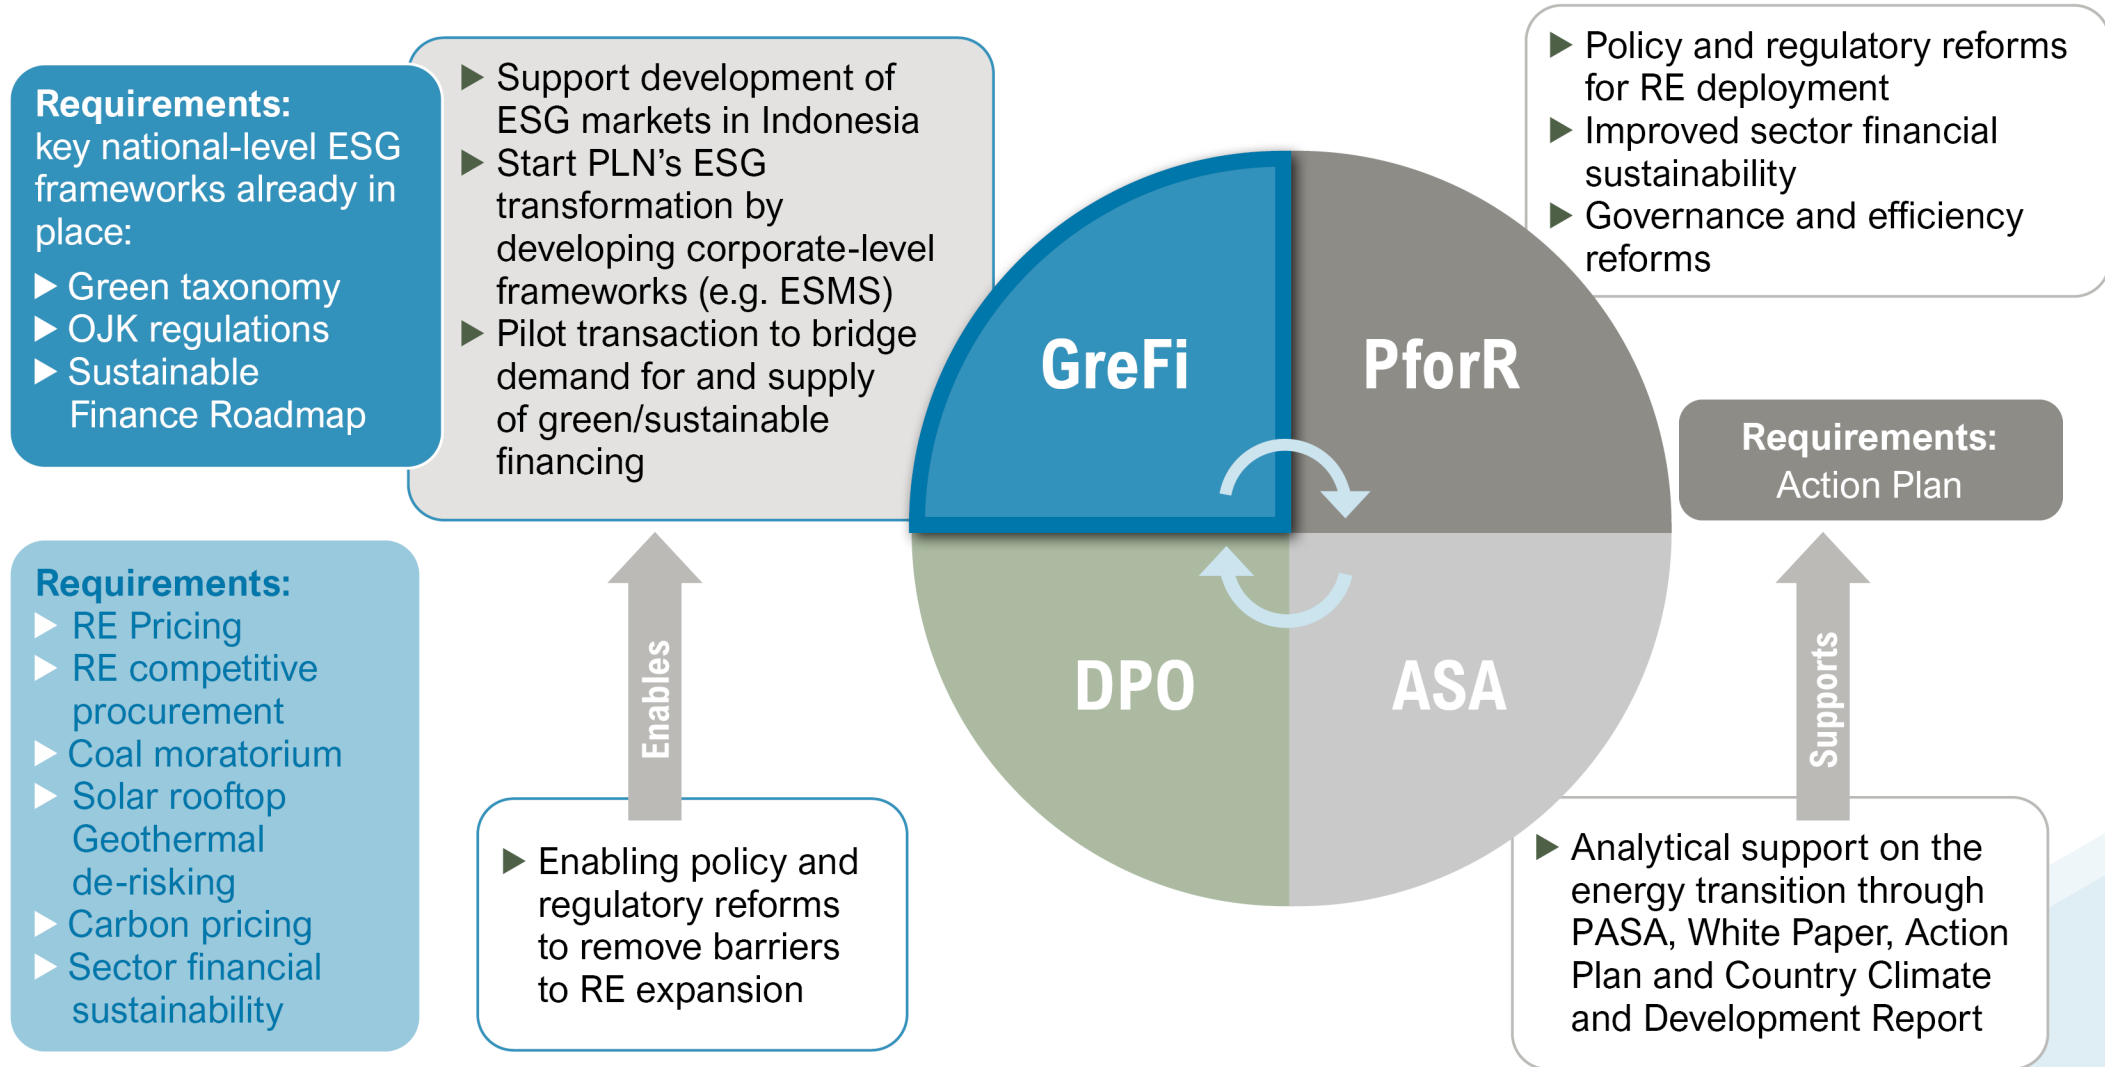 Requirements:
key national-level ESG
frameworks already in
place:
Green taxonomy
OJK regulations
Sustainable
Finance Roadmap
Support development of
ESG markets in Indonesia
Start PLN’s ESG
transformation by
developing corporate-level
frameworks (e.g. ESMS)
Pilot transaction to bridge
demand for and supply
of green/sustainable
financing
GreFi
PforR
Policy and regulatory reforms
for RE deployment
Improved sector financial
sustainability
Governance and efficiency
reforms
Requirements:
Action Plan
Requirements:
RE Pricing
RE competitive
procurement
Coal moratorium
Solar rooftop
Geothermal
de-risking
Carbon pricing
Sector financial
sustainability
Enables
Enabling policy and
regulatory reforms
to remove barriers
to RE expansion
DPO
ASA
Supports
Analytical support on the
energy transition through
PASA, White Paper, Action
Plan and Country Climate
and Development Report